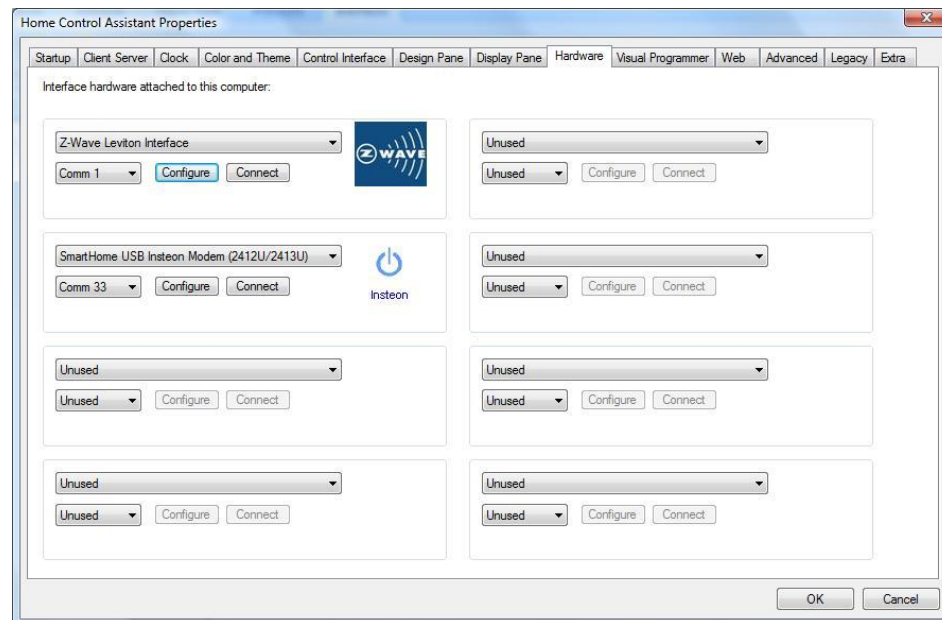 Home Control Assistant Properties
Startup Client Server Clock Color and Theme Control Interface Design Pane Display Pane Hardware Visual Programmer Web Advanced Legacy Extra
Interface hardware attached to this computer:
Z-Wave Leviton Interface
Comm 1 Configure Connect
Z WAVE
Unused
Unused Configure Connect
SmartHome USB Insteon Modem (2412U/2413U)
Comm 33 Configure Connect
Insteon
Unused
Unused Configure Connect
Unused
Unused Configure Connect
Unused
Unused Configure Connect
Unused
Unused Configure Connect
Unused
Unused Configure Connect
OK Cancel